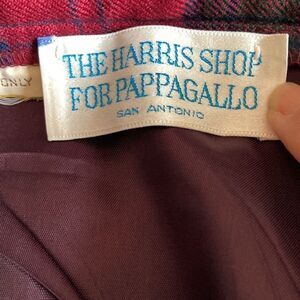 THE HARRIS SHOP
FOR PAPPAGALLO
SAN ANTONIO
ONLY